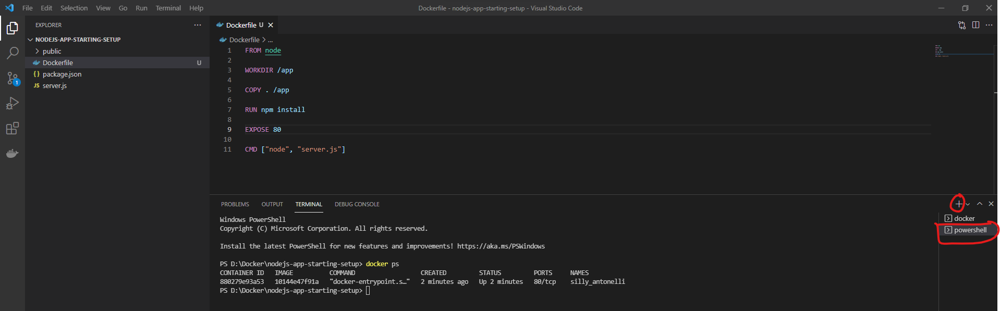 File Edit Selection View Go Run Terminal Help Dockerfile - nodejs-app-starting-setup - Visual Studio Code
EXPLORER ...
NODEJS-APP-STARTING-SETUP
public
Dockerfile U
{} package.json
JS server.js
1
Dockerfile U
Dockerfile > ...
1 FROM node
2
3 WORKDIR /app
4
5 COPY . /app
6
7 RUN npm install
8
9 EXPOSE 80
10
11 CMD ["node", "server.js"]
PROBLEMS OUTPUT TERMINAL DEBUG CONSOLE
docker
powershell
Windows PowerShell
Copyright (C) Microsoft Corporation. All rights reserved.
Install the latest PowerShell for new features and improvements! https://aka.ms/PSWindows
PS D:\Docker\nodejs-app-starting-setup> docker ps
CONTAINER ID IMAGE COMMAND CREATED STATUS PORTS NAMES
880279e93a53 10144e47f91a "docker-entrypoint.s…" 2 minutes ago Up 2 minutes 80/tcp silly_antonelli
PS D:\Docker\nodejs-app-starting-setup>